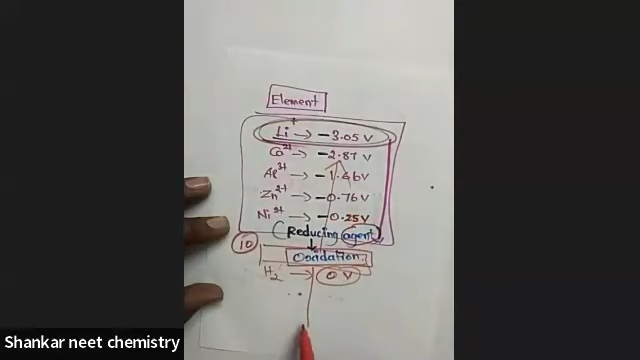 Element
Li⁺ → -3.05 V
Ca²⁺ → -2.87 V
Al³⁺ → -1.66 V
Zn²⁺ → -0.76 V
Ni²⁺ → -0.25 V
(Reducing agent)
↓
10
Oxidation
H₂ → 0 V
Shankar neet chemistry